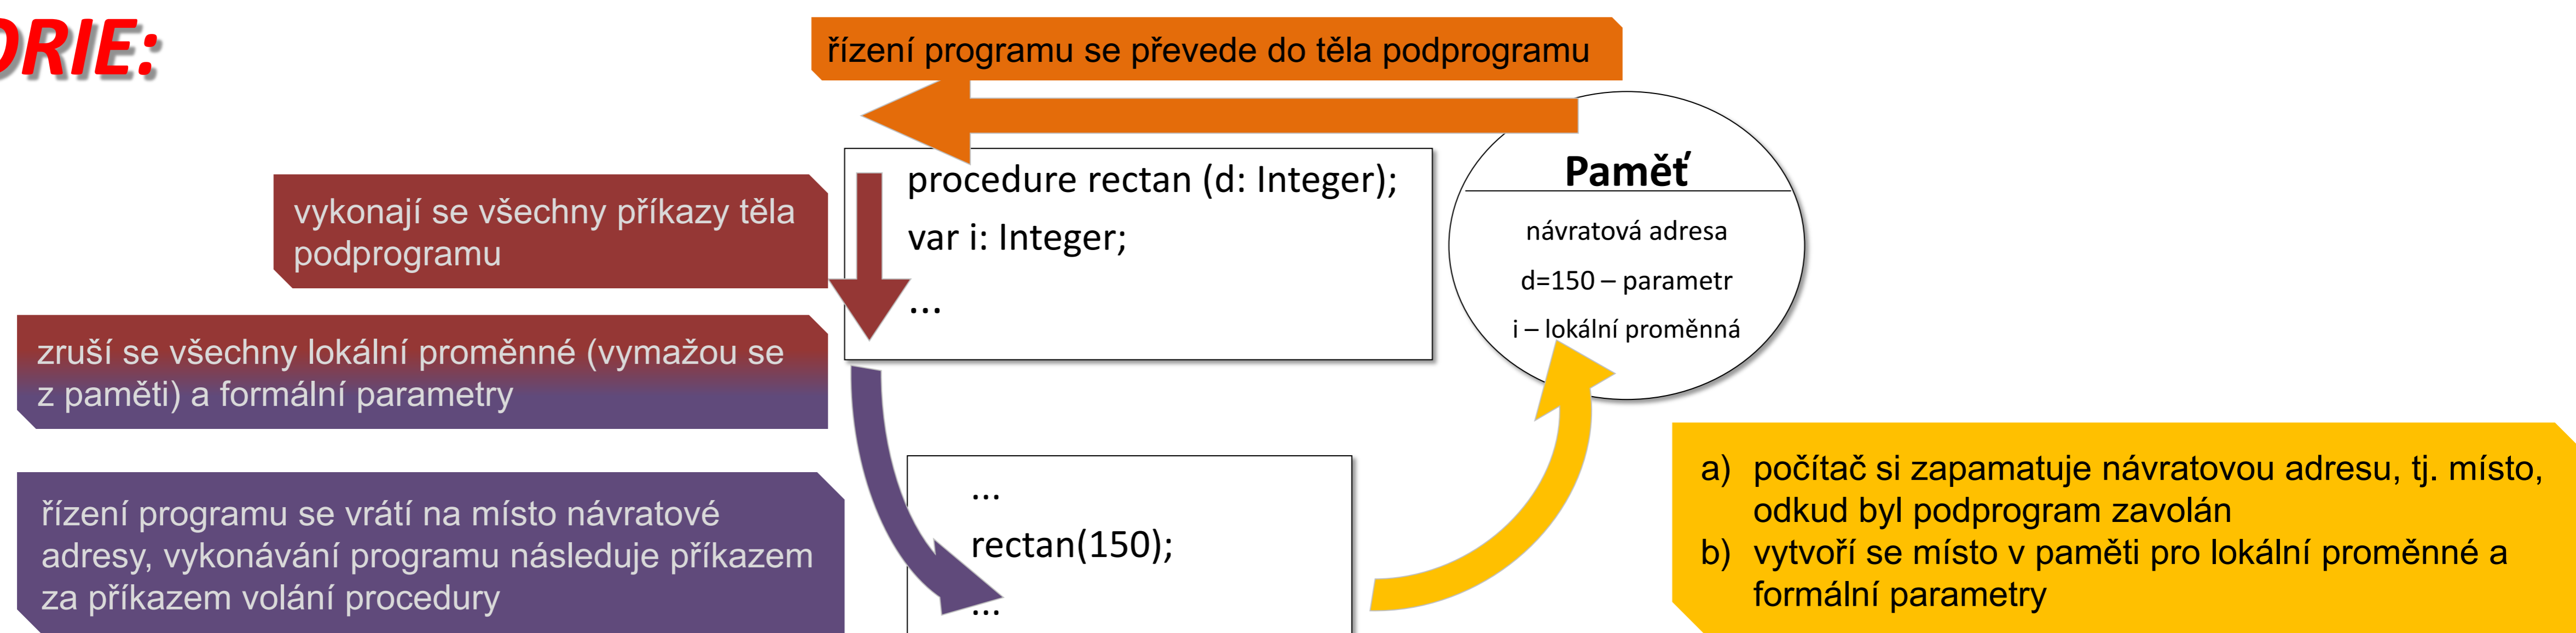 ORIE:
řízení programu se převede do těla podprogramu
procedure rectan (d: Integer);
var i: Integer;
...
Paměť
návratová adresa
d=150 – parametr
i – lokální proměnná
vykonají se všechny příkazy těla
podprogramu
zruší se všechny lokální proměnné (vymažou se
z paměti) a formální parametry
řízení programu se vrátí na místo návratové
adresy, vykonávání programu následuje příkazem
za příkazem volání procedury
...
rectan(150);
...
a) počítač si zapamatuje návratovou adresu, tj. místo,
odkud byl podprogram zavolán
b) vytvoří se místo v paměti pro lokální proměnné a
formální parametry